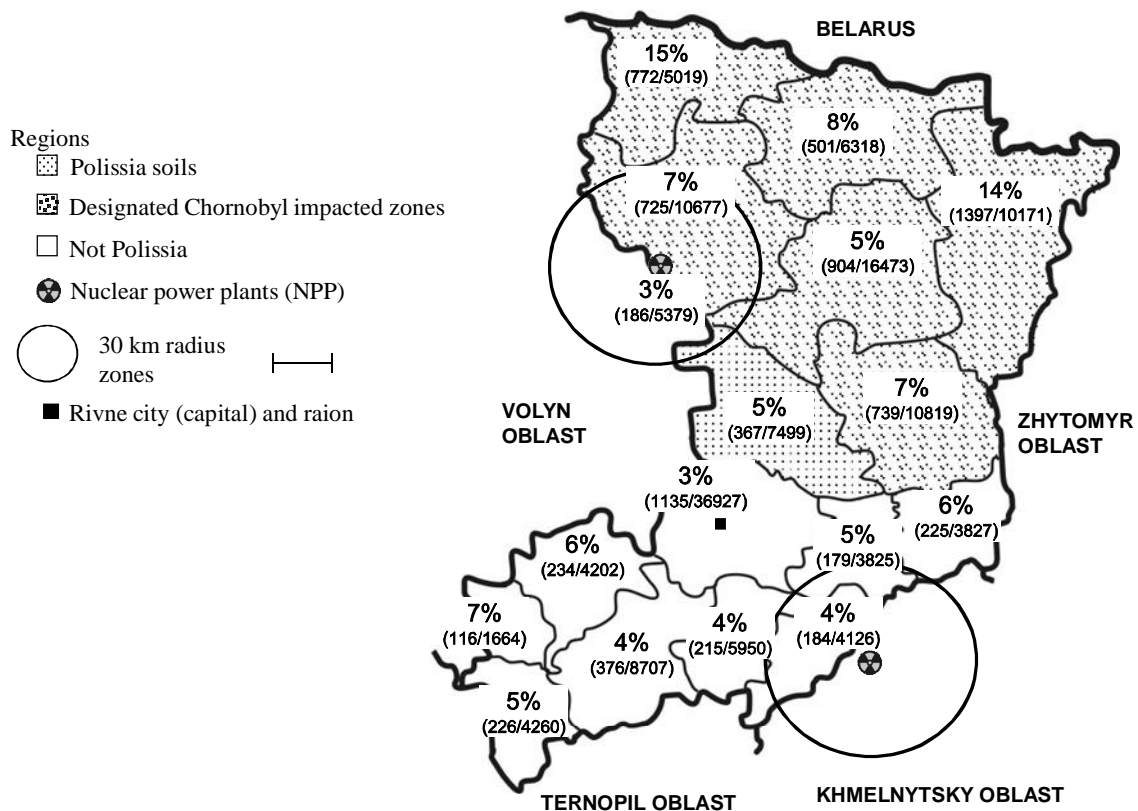 BELARUS
15%
(772/5019)
8%
(501/6318)
Regions
Polissia soils
Designated Chornobyl impacted zones
Not Polissia
Nuclear power plants (NPP)
30 km radius
zones
Rivne city (capital) and raion
7%
(725/10677)
14%
(1397/10171)
5%
(904/16473)
3%
(186/5379)
7%
(739/10819)
5%
(367/7499)
VOLYN
OBLAST
ZHYTOMYR
OBLAST
3%
(1135/36927)
6%
(225/3827)
5%
(179/3825)
6%
(234/4202)
7%
(116/1664)
4%
(376/8707)
4%
(215/5950)
4%
(184/4126)
5%
(226/4260)
TERNOPIL OBLAST
KHMELNYTSKY OBLAST